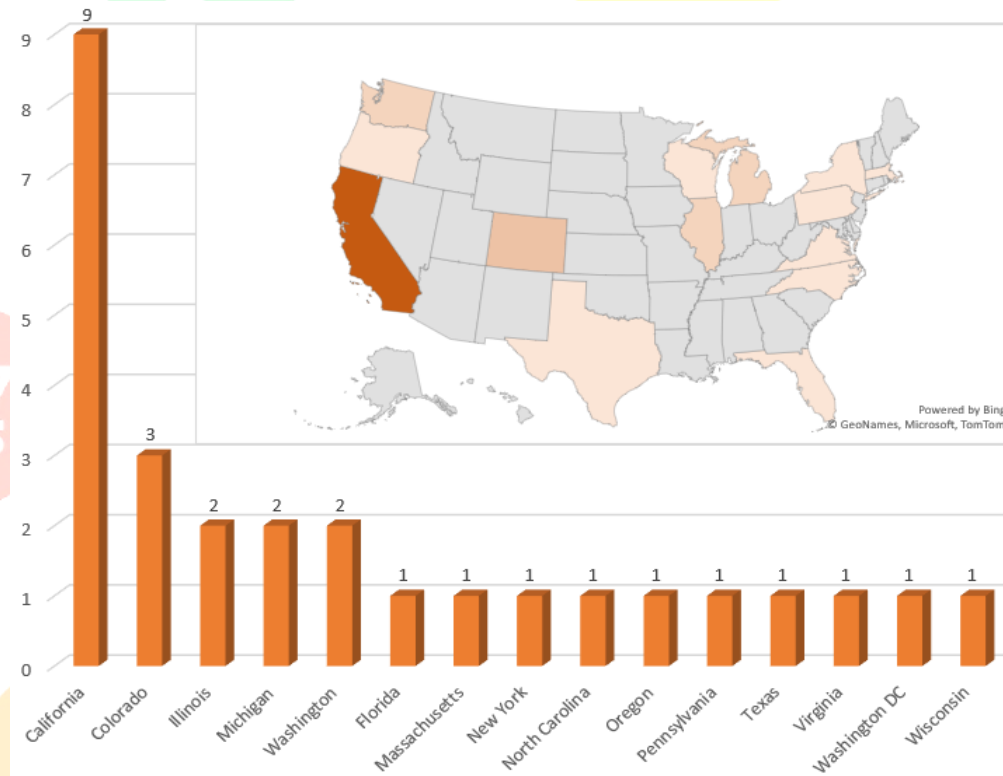 9
9
8
7
6
5
4
3
2
1
0
3
2
2
2
1
1
1
1
1
1
1
1
1
1
Powered by Bing
© GeoNames, Microsoft, TomTom
California
Colorado
Illinois
Michigan
Washington
Florida
Massachusetts
New York
North Carolina
Oregon
Pennsylvania
Texas
Virginia
Washington DC
Wisconsin